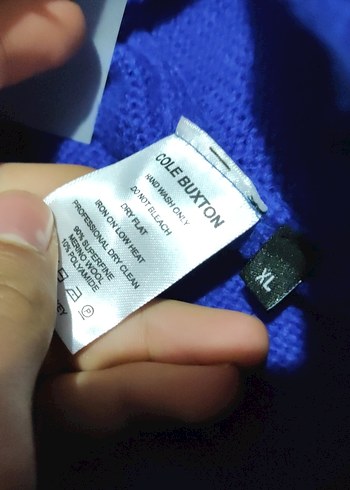 COLE BUXTON
HAND WASH ONLY
DO NOT BLEACH
DRY FLAT
IRON ON LOW HEAT
PROFESSIONAL DRY CLEAN
90% SUPERFINE
MERINO WOOL
10% POLYAMIDE
P
XL